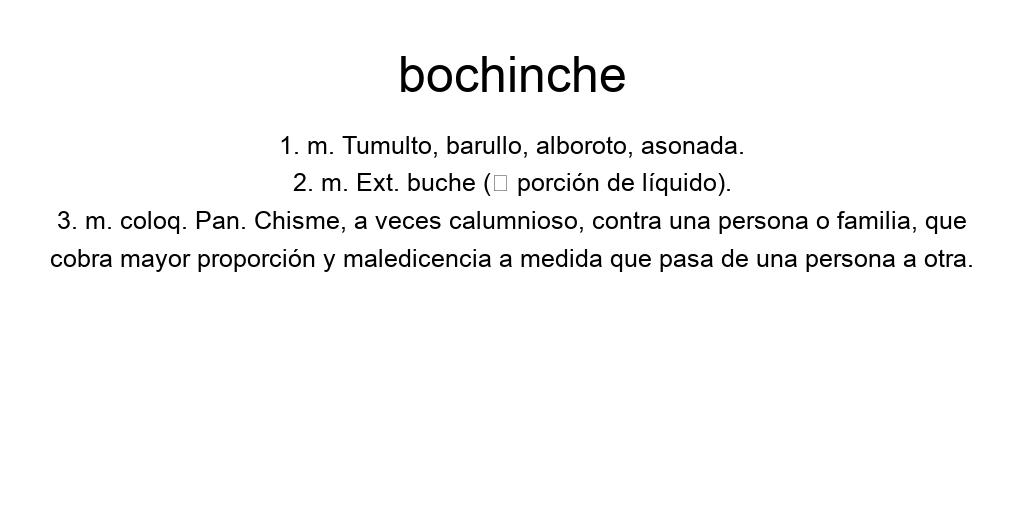 bochinche
1. m. Tumulto, barullo, alboroto, asonada.
2. m. Ext. buche (▯ porción de líquido).
3. m. coloq. Pan. Chisme, a veces calumnioso, contra una persona o familia, que
cobra mayor proporción y maledicencia a medida que pasa de una persona a otra.